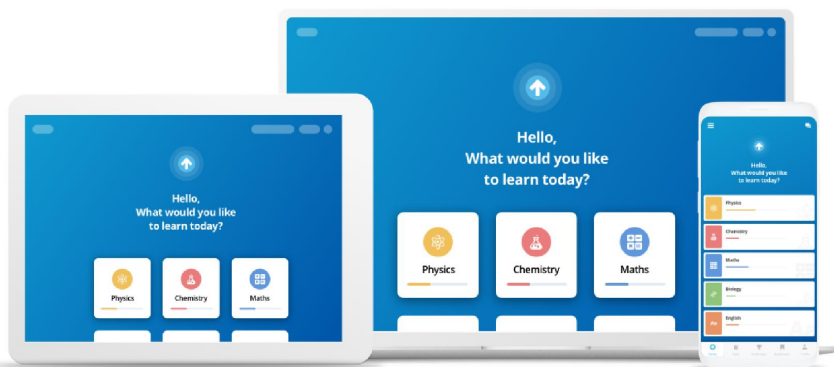 Hello,
What would you like
to learn today?
Physics
Chemistry
Maths
Hello,
What would you like
to learn today?
Physics
Chemistry
Maths
Hello,
What would you like
to learn today?
Physics
Chemistry
Maths
Biology
English